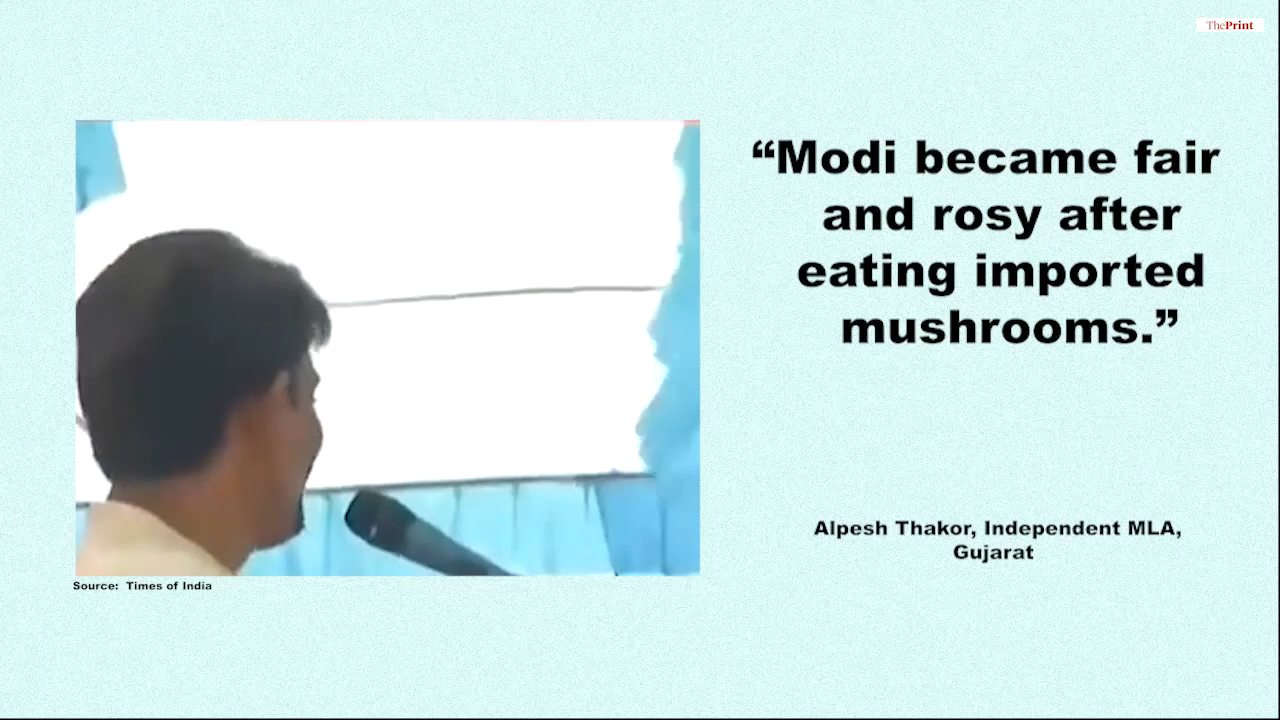 ThePrint
“Modi became fair
and rosy after
eating imported
mushrooms.”
Alpesh Thakor, Independent MLA,
Gujarat
Source: Times of India